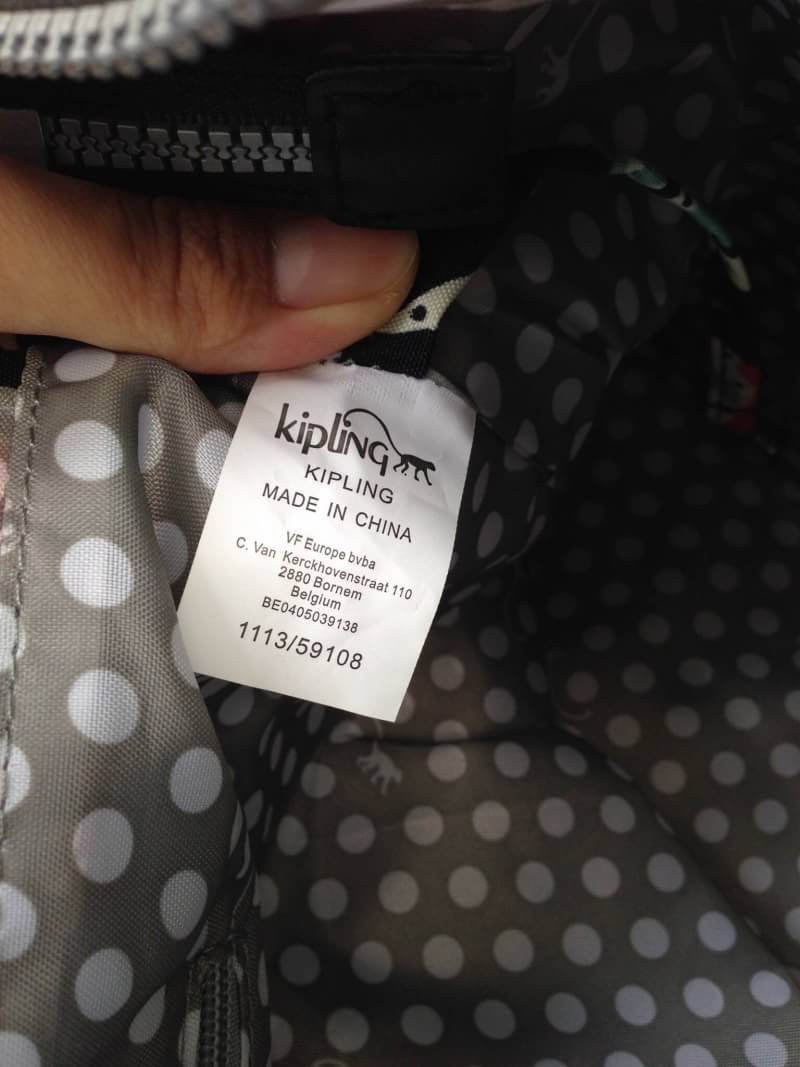 kipling
KIPLING
MADE IN CHINA
VF Europe bvba
C. Van Kerckhovenstraat 110
2880 Bornem
Belgium
BE0405039138
1113/59108